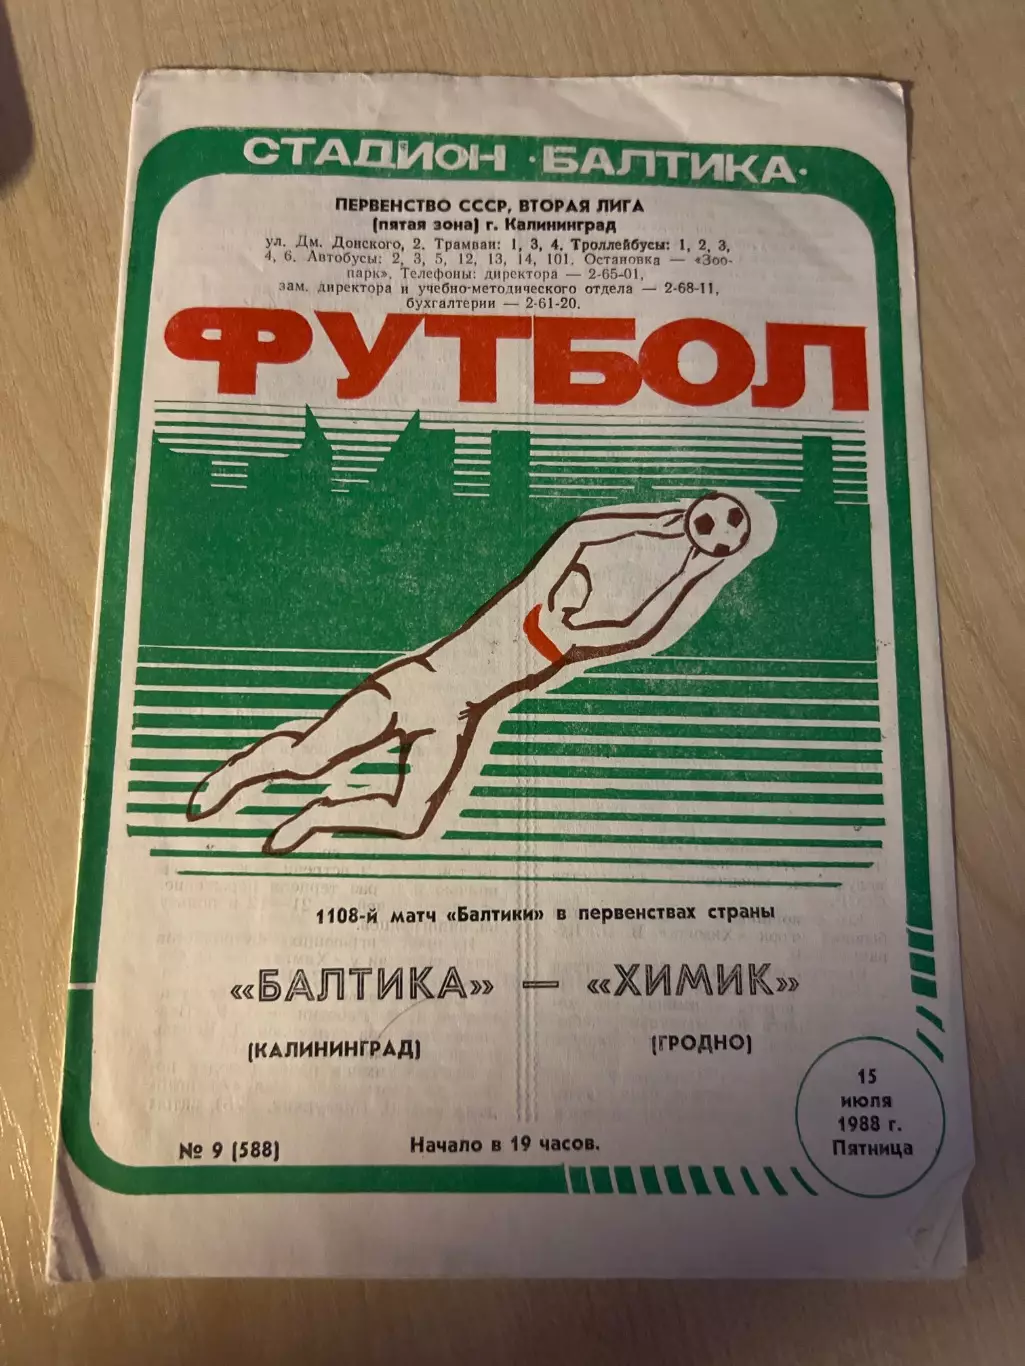 СТАДИОН «БАЛТИКА»
ПЕРВЕНСТВО СССР, ВТОРАЯ ЛИГА
(пятая зона) г. Калининград
ул. Дм. Донского, 2. Трамваи: 1, 3, 4. Троллейбусы: 1, 2, 3,
4, 6. Автобусы: 2, 3, 5, 12, 13, 14, 101. Остановка — «Зоо-
парк». Телефоны: директора — 2-65-01,
зам. директора и учебно-методического отдела — 2-68-11,
бухгалтерии — 2-61-20.
ФУТБОЛ
1108-й матч «Балтики» в первенствах страны
«БАЛТИКА» — «ХИМИК»
(КАЛИНИНГРАД) (ГРОДНО)
15
июля
1988 г.
Пятница
№ 9 (588) Начало в 19 часов.